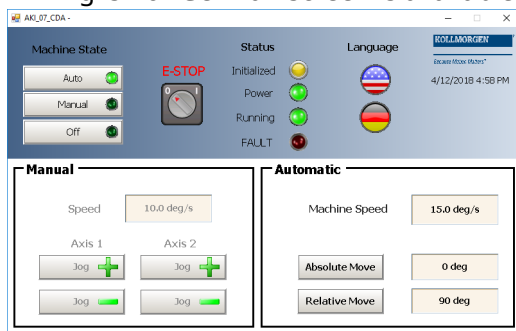 AKI_07_CDA -
Machine State
Status
Language
KOLLMORGEN
Because Motion Matters™
Auto
E-STOP
Initialized
4/12/2018 4:58 PM
0 I
Manual
Power
Off
Running
FAULT
Manual
Automatic
Speed
10.0 deg/s
Machine Speed
15.0 deg/s
Axis 1
Axis 2
Jog
Jog
Absolute Move
0 deg
Jog
Jog
Relative Move
90 deg